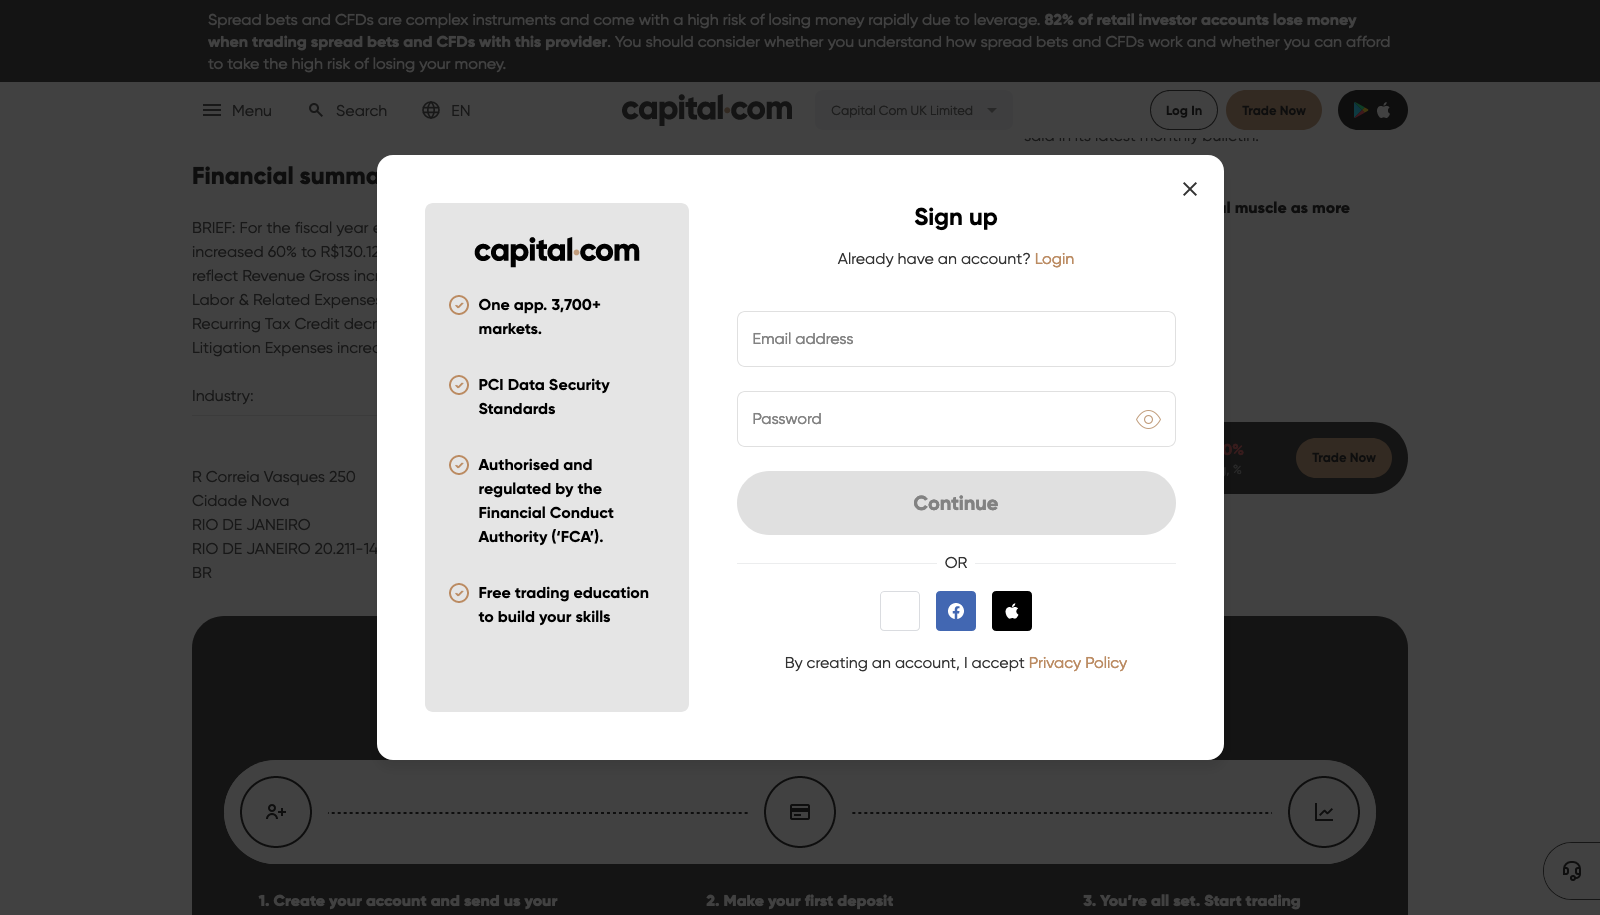 Spread bets and CFDs are complex instruments and come with a high risk of losing money rapidly due to leverage. 82% of retail investor accounts lose money
when trading spread bets and CFDs with this provider. You should consider whether you understand how spread bets and CFDs work and whether you can afford
to take the high risk of losing your money.
Menu
Search
EN
capital.com
Capital Com UK Limited
Log In
Trade Now
said in its latest monthly bulletin.
Financial summa
muscle as more
BRIEF: For the fiscal year
increased 60% to R$130.12
reflect Revenue Gross incr
Labor & Related Expenses
Recurring Tax Credit decr
Litigation Expenses increa
Industry:
R Correia Vasques 250
Cidade Nova
RIO DE JANEIRO
RIO DE JANEIRO 20.211-14
BR
0%
%
Trade Now
capital.com
One app. 3,700+
markets.
PCI Data Security
Standards
Authorised and
regulated by the
Financial Conduct
Authority (‘FCA’).
Free trading education
to build your skills
Sign up
Already have an account? Login
Email address
Password
Continue
OR
By creating an account, I accept Privacy Policy
1. Create your account and send us your
2. Make your first deposit
3. You’re all set. Start trading